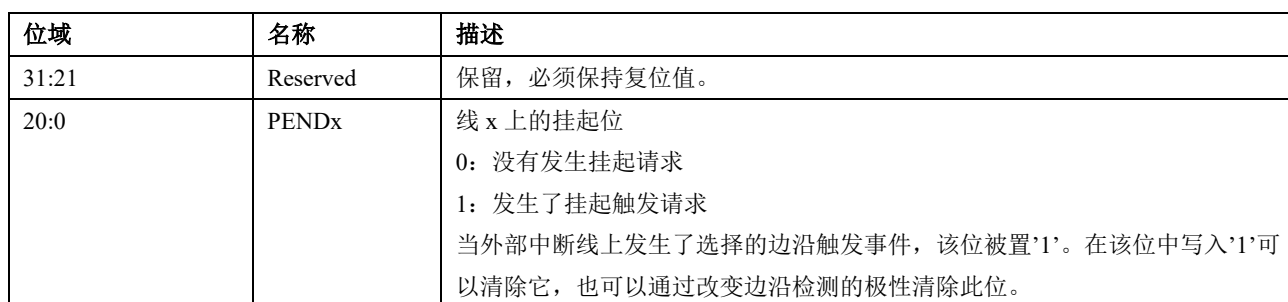 位域 名称 描述
31:21 Reserved 保留，必须保持复位值。
20:0 PENDx 线 x 上的挂起位
0：没有发生挂起请求
1：发生了挂起触发请求
当外部中断线上发生了选择的边沿触发事件，该位被置’1’。在该位中写入’1’可
以清除它，也可以通过改变边沿检测的极性清除此位。